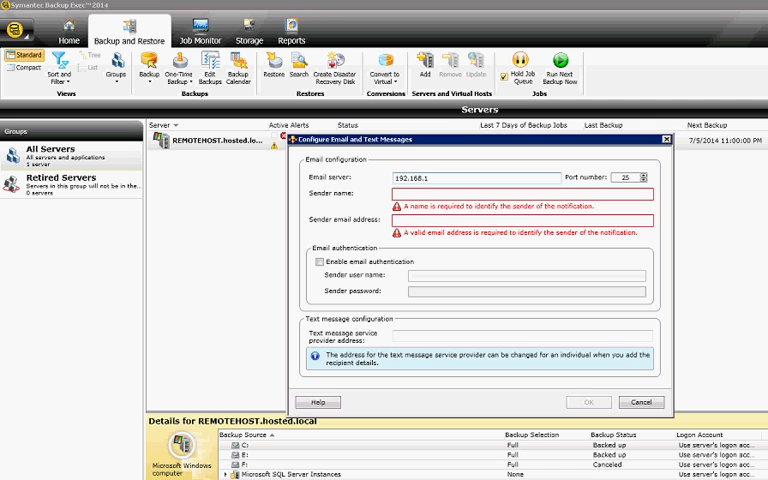 Symantec Backup Exec™ 2014
Home
Backup and Restore
Job Monitor
Storage
Reports
Standard
Compact
Sort and Filter
Tree
List
Groups
Views
Backup
One-Time Backup
Edit Backups
Backup Calendar
Backups
Restore
Search
Create Disaster Recovery Disk
Restores
Convert to Virtual
Conversions
Add
Remove
Update
Servers and Virtual Hosts
Hold Job Queue
Run Next Backup Now
Jobs
Servers
Groups
All Servers
All servers and applications
1 server
Retired Servers
Servers in this group will not be in the...
0 servers
Server
Active Alerts
Status
Last 7 Days of Backup Jobs
Last Backup
Next Backup
REMOTEHOST.hosted.lo...
7/5/2014 11:00:00 PM
Configure Email and Text Messages
Email configuration
Email server:
192.168.1
Port number:
25
Sender name:
A name is required to identify the sender of the notification.
Sender email address:
A valid email address is required to identify the sender of the notification.
Email authentication
Enable email authentication
Sender user name:
Sender password:
Text message configuration
Text message service
provider address:
The address for the text message service provider can be changed for an individual when you add the
recipient details.
Help
OK
Cancel
Details for REMOTEHOST.hosted.local
Microsoft Windows
computer
Backup Source
Backup Selection
Backup Status
Logon Account
C:
Full
Backed up
Use server's logon acc...
E:
Full
Backed up
Use server's logon acc...
F:
Full
Canceled
Use server's logon acc...
Microsoft SQL Server Instances
None
Use server's logon acc...